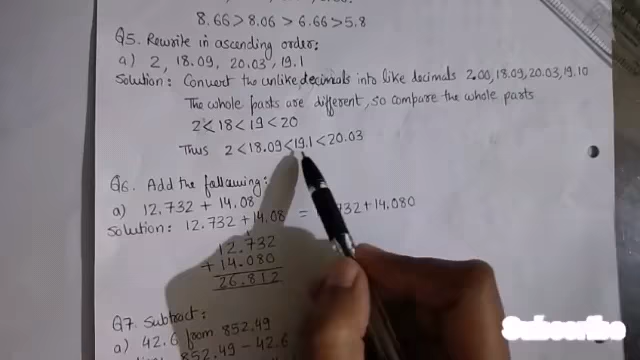 8.66 > 8.06 > 6.66 > 5.8
Q5. Rewrite in ascending order:
a) 2, 18.09, 20.03, 19.1
Solution: Convert the unlike decimals into like decimals 2.00, 18.09, 20.03, 19.10
The whole parts are different, so compare the whole parts
2 < 18 < 19 < 20
Thus 2 < 18.09 < 19.1 < 20.03
Q6. Add the following:
a) 12.732 + 14.08
Solution: 12.732 + 14.08 = 732 + 14.080
12.732
+ 14.080
26.812
Q7. Subtract:
a) 42.6 from 852.49
852.49 - 42.6
Subscribe